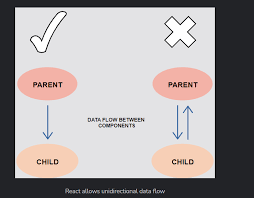 PARENT
PARENT
DATA FLOW BETWEEN
COMPONENTS
CHILD
CHILD
React allows unidirectional data flow